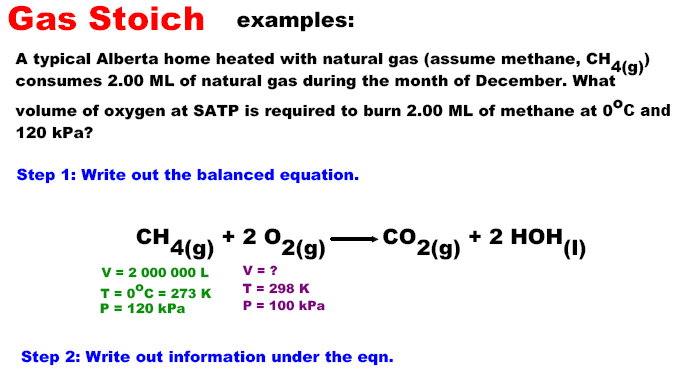 Gas Stoich examples:
A typical Alberta home heated with natural gas (assume methane, CH4(g))
consumes 2.00 ML of natural gas during the month of December. What
volume of oxygen at SATP is required to burn 2.00 ML of methane at 0°C and
120 kPa?
Step 1: Write out the balanced equation.
CH4(g) + 2 O2(g) → CO2(g) + 2 HOH(l)
V = 2 000 000 L V = ?
T = 0°C = 273 K T = 298 K
P = 120 kPa P = 100 kPa
Step 2: Write out information under the eqn.